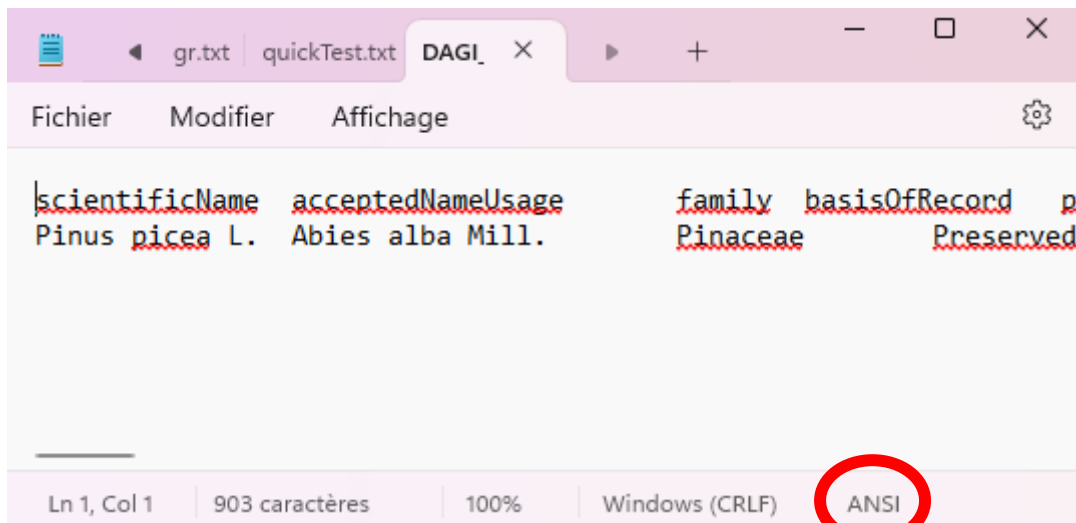 gr.txt quickTest.txt DAGI_
Fichier Modifier Affichage
scientificName acceptedNameUsage family basisOfRecord p
Pinus picea L. Abies alba Mill. Pinaceae Preserved
Ln 1, Col 1 903 caractères 100% Windows (CRLF) ANSI